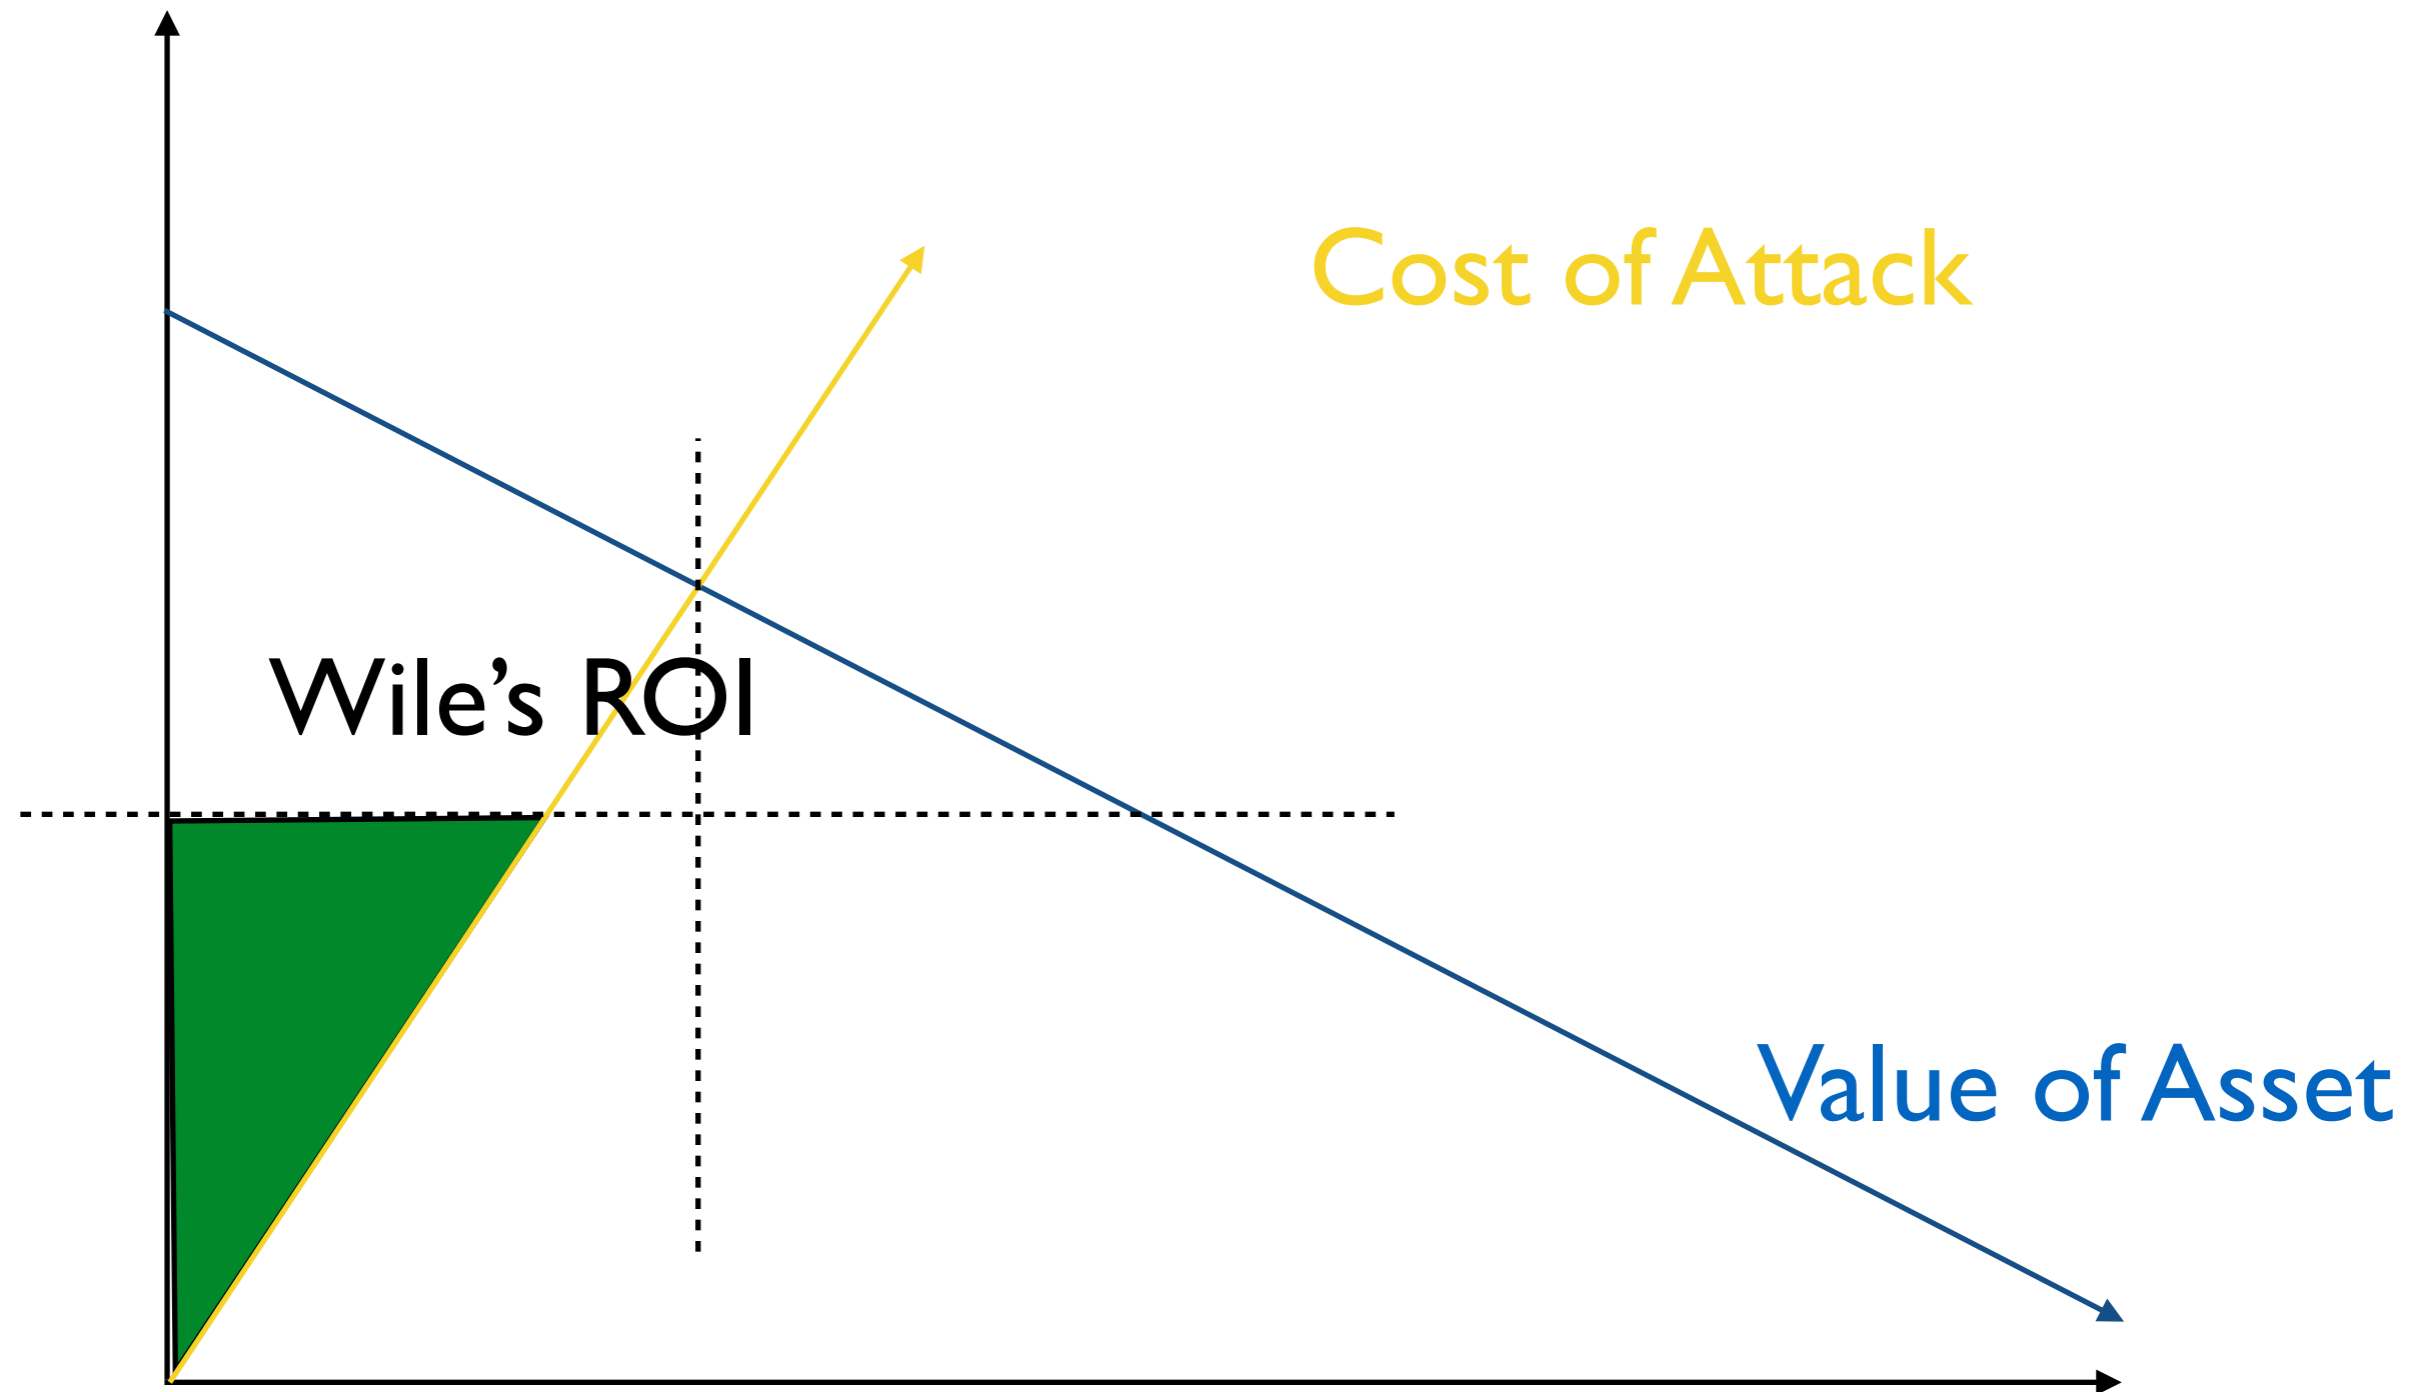 Cost of Attack
Wile’s ROI
Value of Asset